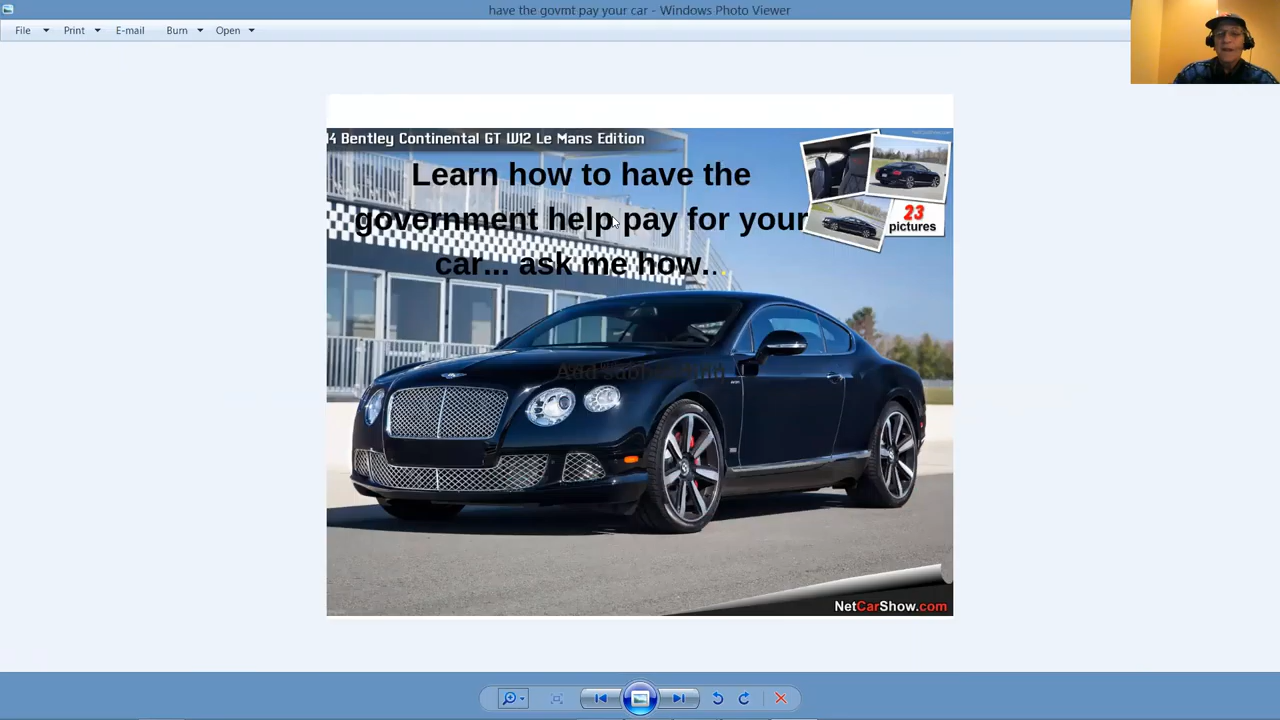 have the govmt pay your car - Windows Photo Viewer
File Print E-mail Burn Open
14 Bentley Continental GT W12 Le Mans Edition
Learn how to have the
government help pay for your
car... ask me how...
23
pictures
Add
NetCarShow.com